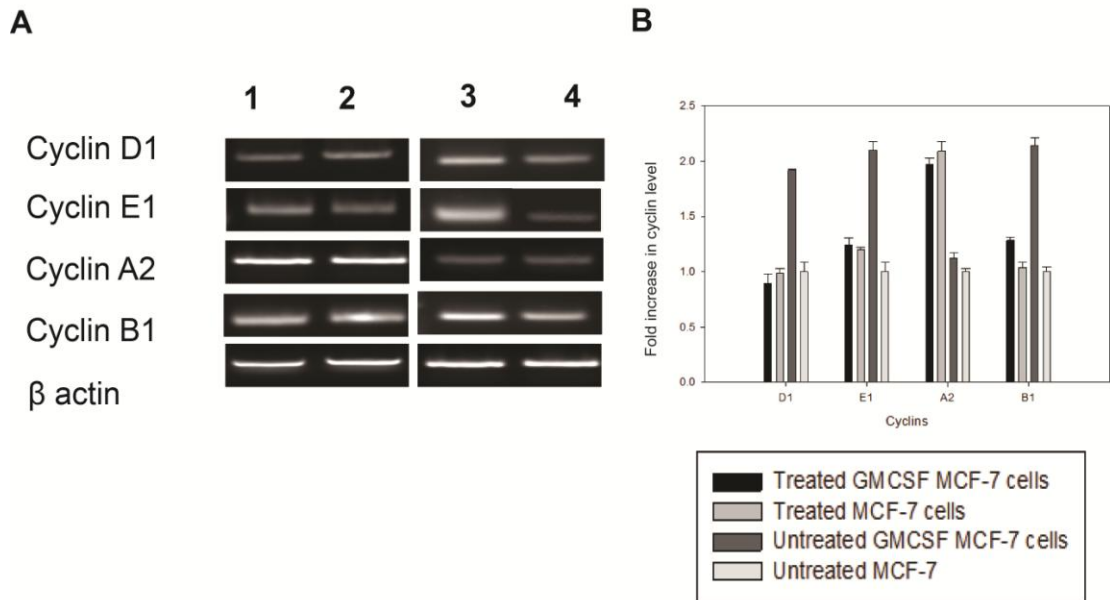 A
1 2 3 4
Cyclin D1
Cyclin E1
Cyclin A2
Cyclin B1
β actin
B
Fold increase in cyclin level
2.5
2.0
1.5
1.0
0.5
0.0
D1 E1 A2 B1
Cyclins
Treated GMCSF MCF-7 cells
Treated MCF-7 cells
Untreated GMCSF MCF-7 cells
Untreated MCF-7